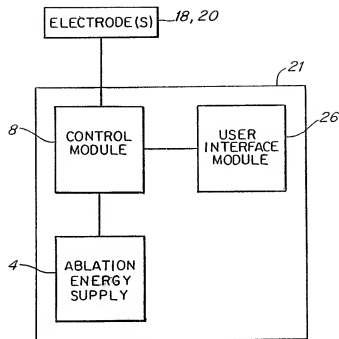 ELECTRODE(S)
18, 20
21
8
CONTROL
MODULE
USER
INTERFACE
MODULE
26
4
ABLATION
ENERGY
SUPPLY